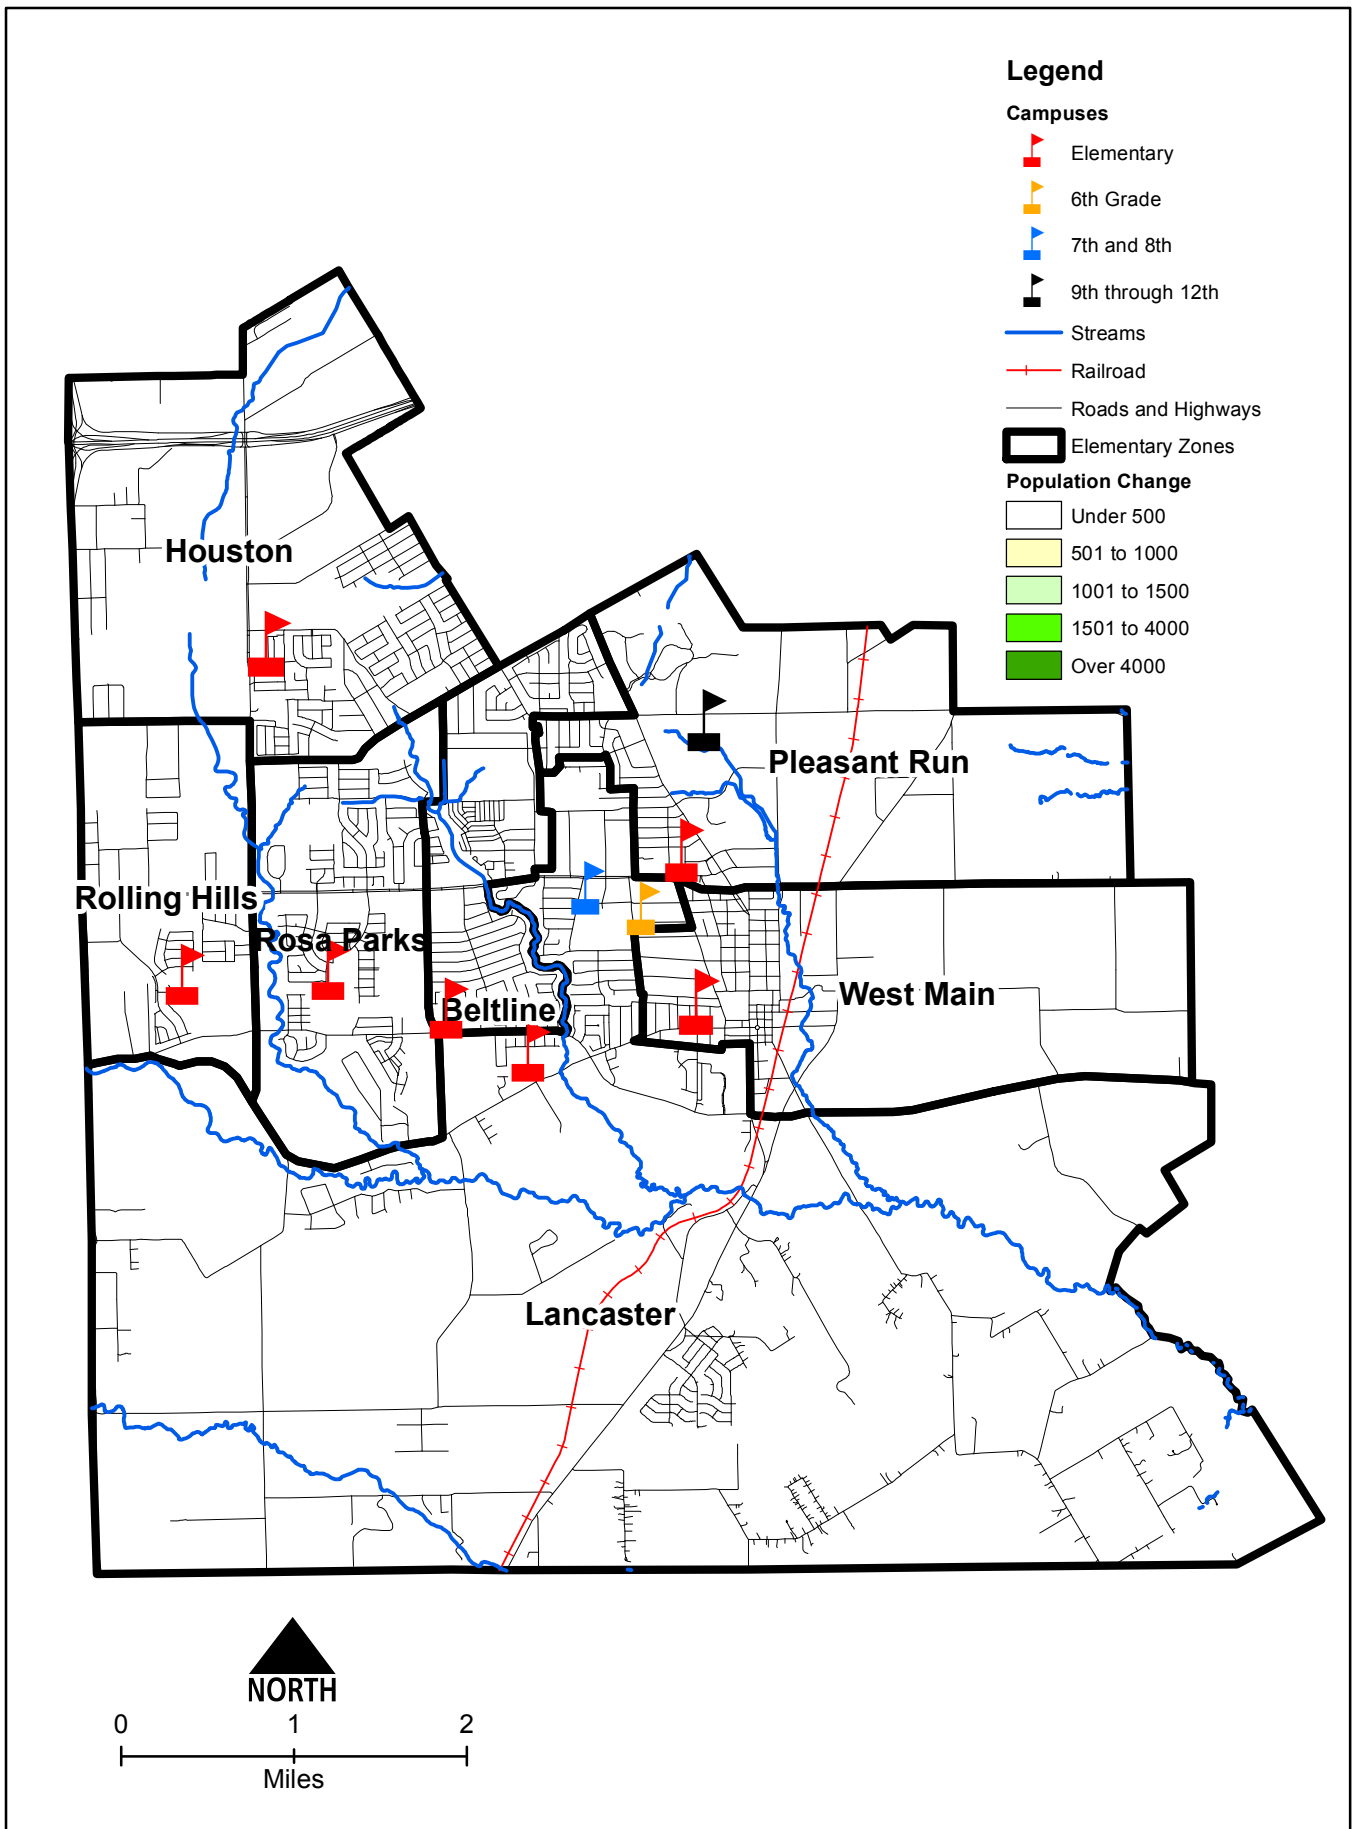 Legend
Campuses
Elementary
6th Grade
7th and 8th
9th through 12th
Streams
Railroad
Roads and Highways
Elementary Zones
Population Change
Under 500
501 to 1000
1001 to 1500
1501 to 4000
Over 4000
Houston
Pleasant Run
Rolling Hills
Rosa Parks
West Main
Beltline
Lancaster
NORTH
0 1 2
Miles